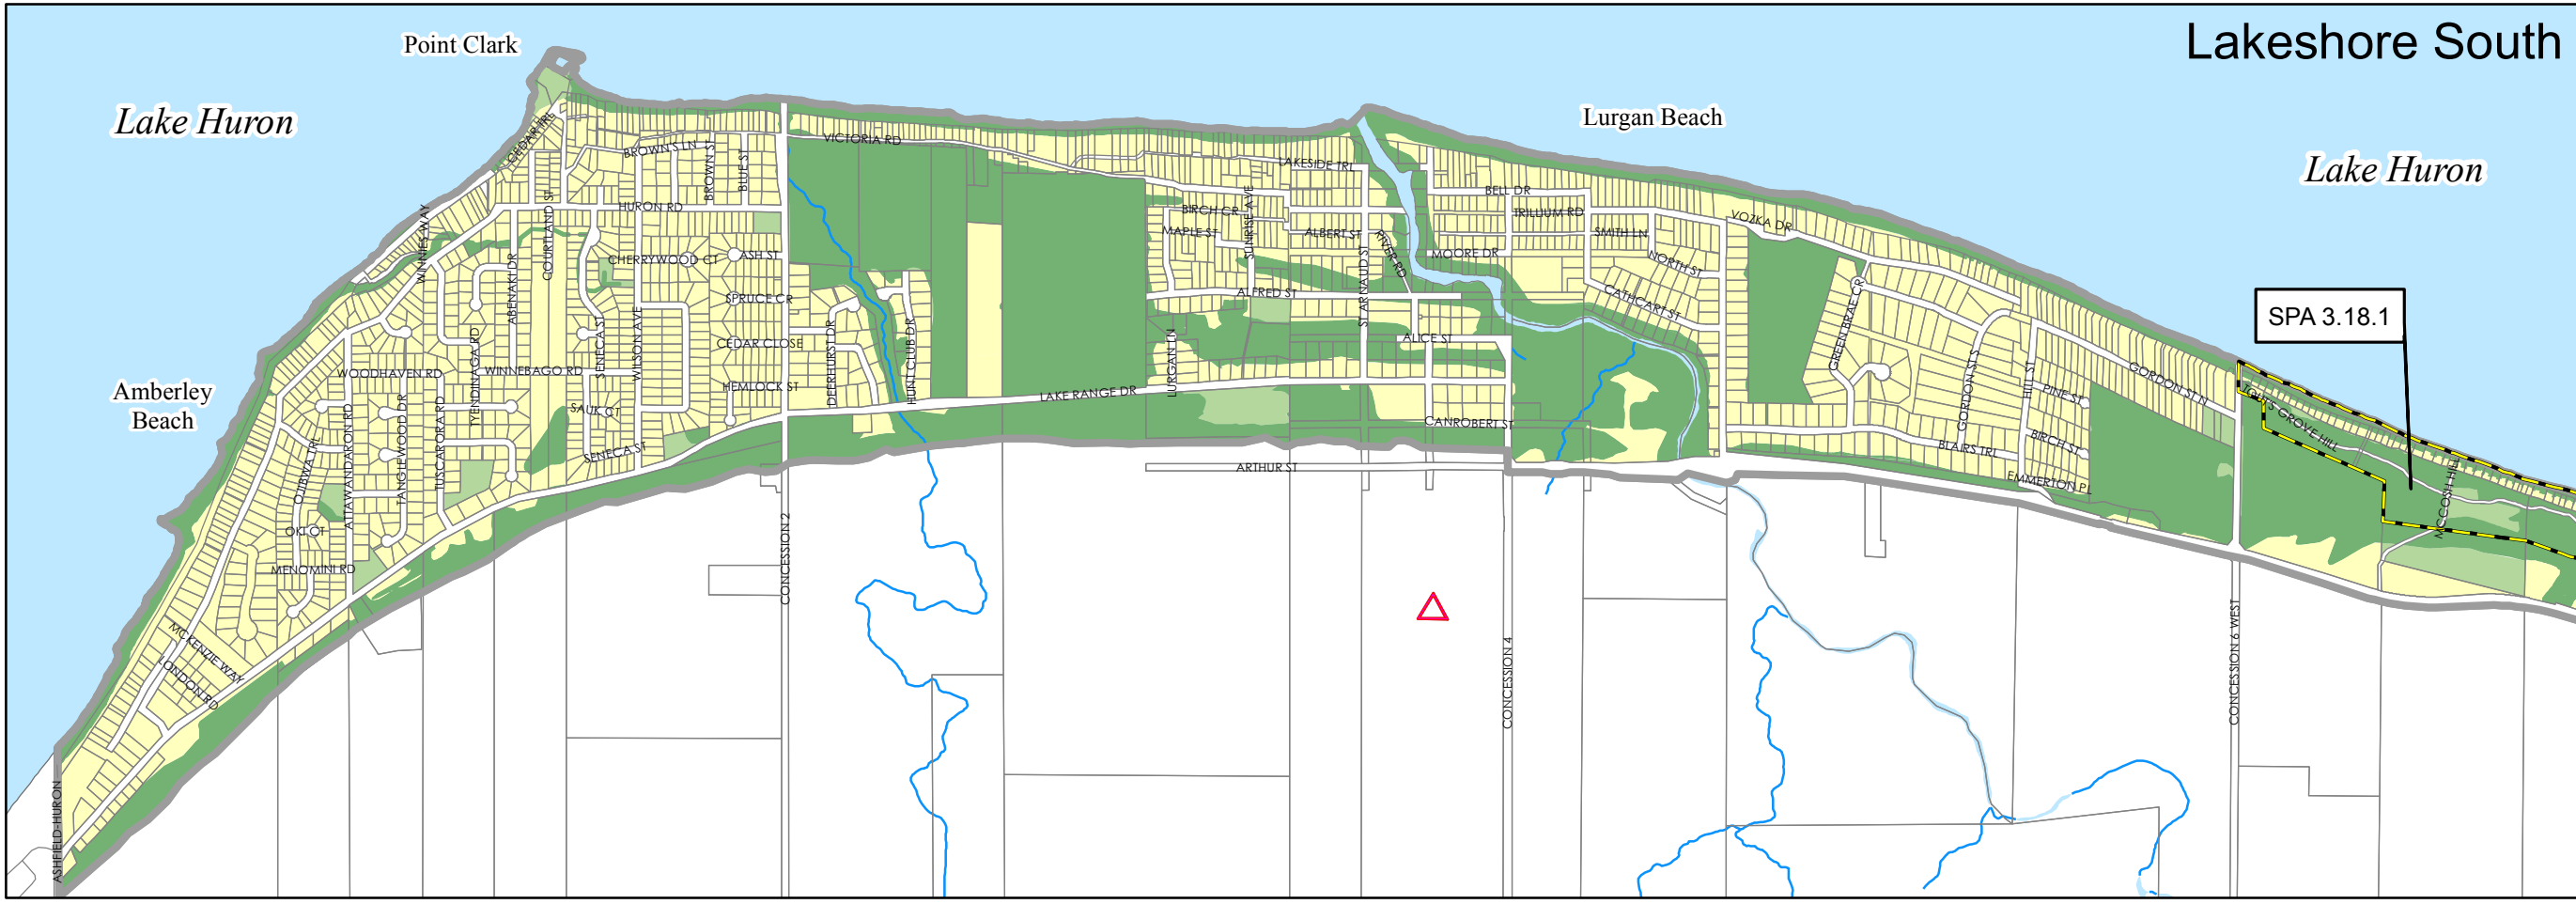 Lakeshore South
Point Clark
Lake Huron
Lurgan Beach
Lake Huron
Amberley
Beach
SPA 3.18.1
CEDAR TRL
BROWN'S LN
BROWN ST
BLUE ST
VICTORIA RD
LAKESIDE TRL
BELL DR
TRILLIUM RD
VOZKA DR
WINNIES WAY
COURTLAND ST
HURON RD
BIRCH CR
SUNRISE AVE
MAPLE ST
ALBERT ST
RIVER RD
SMITH LN
MOORE DR
NORTH ST
ABENAKI DR
CHERRYWOOD CT
ASH ST
SPRUCE CR
ALFRED ST
ST ARNAUD ST
CATHCART ST
GREEN BRAE CR
YENDINAGA RD
SENECA ST
WILSON AVE
CEDAR CLOSE
DEERHURST DR
HUNT CLUB DR
LURGAN LN
ALICE ST
GORDON ST S
HILL ST
PINE ST
GORDON ST N
WOODHAVEN RD
WINNEBAGO RD
HEMLOCK ST
LAKE RANGE DR
SAUK CT
CANROBERT ST
BLAIRS TRL
BIRCH ST
EMMERTON PL
MCCOSH HILL
ATTAWANDARON RD
TANGLEWOOD DR
TUSCARORA RD
OJIBWA TRL
SENECA ST
ARTHUR ST
OKI CT
MENOMINI RD
CONCESSION 2
CONCESSION 4
CONCESSION 6 WEST
MCKENZIE WAY
LONDON RD
ASHFIELD-HURON